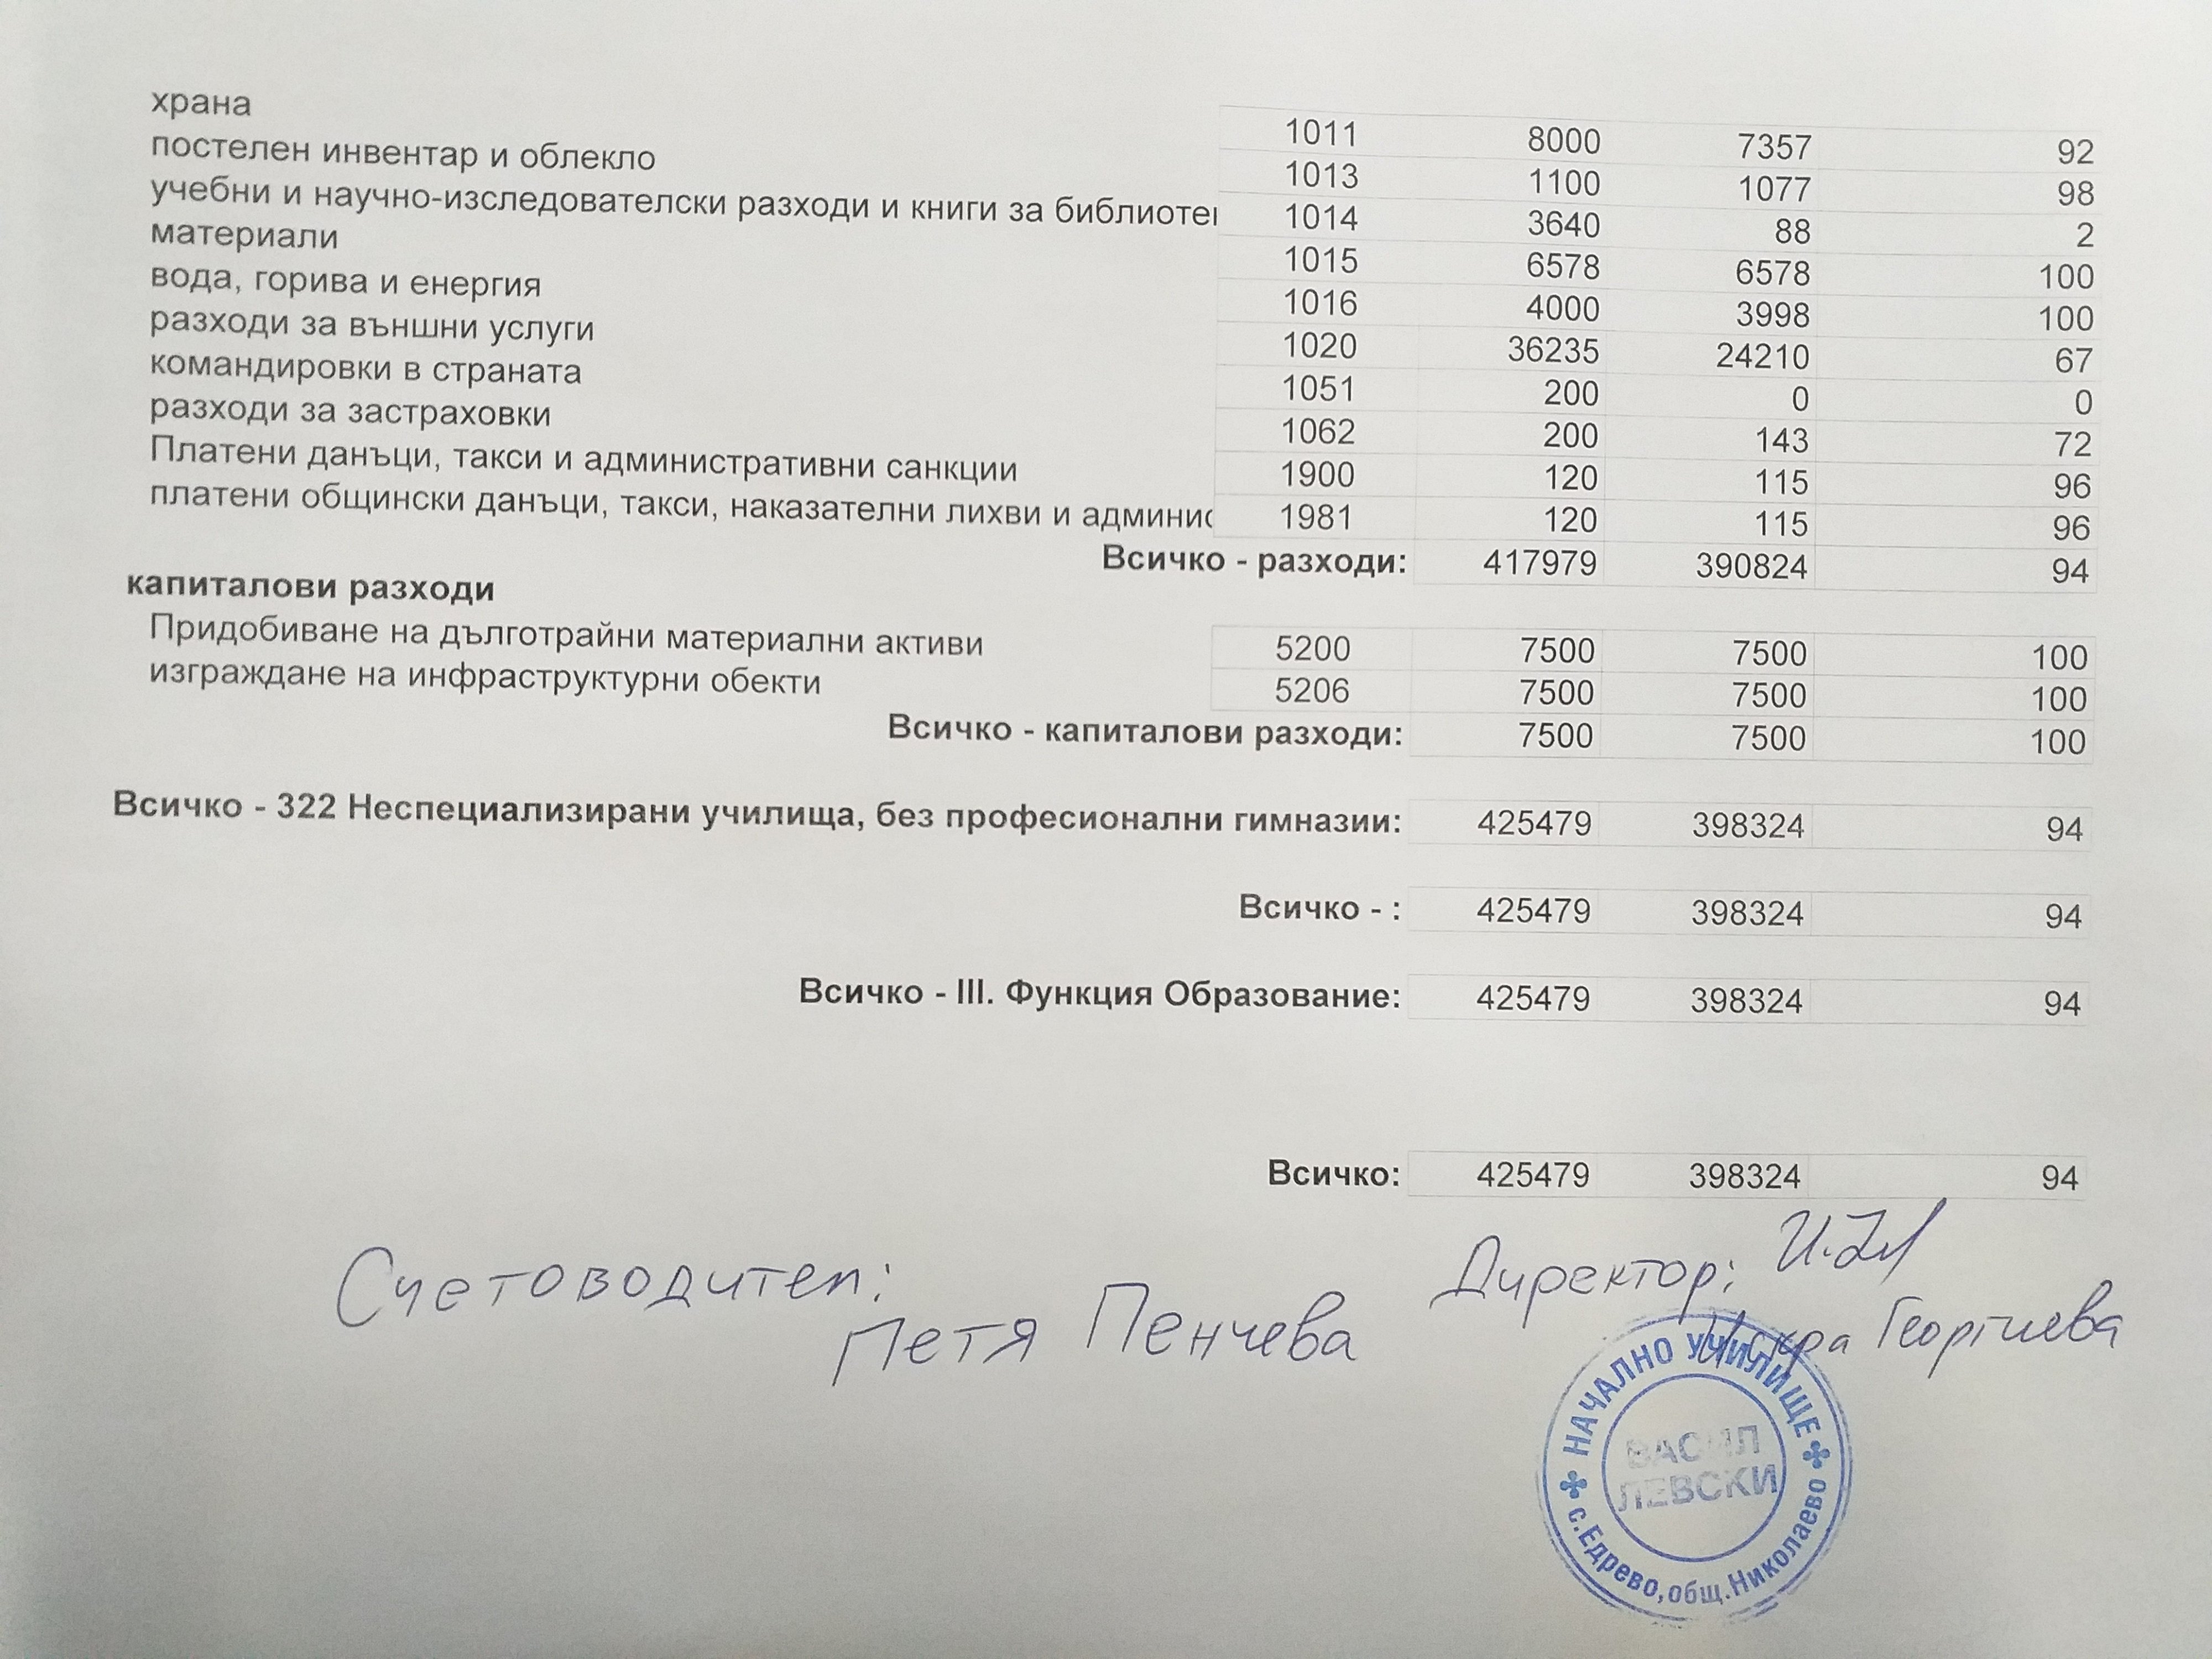 храна 1011 8000 7357 92
постелен инвентар и облекло 1013 1100 1077 98
учебни и научно-изследователски разходи и книги за библиотег 1014 3640 88 2
материали 1015 6578 6578 100
вода, горива и енергия 1016 4000 3998 100
разходи за външни услуги 1020 36235 24210 67
командировки в страната 1051 200 0 0
разходи за застраховки 1062 200 143 72
Платени данъци, такси и административни санкции 1900 120 115 96
платени общински данъци, такси, наказателни лихви и админис 1981 120 115 96
Всичко - разходи: 417979 390824 94
капиталови разходи
Придобиване на дълготрайни материални активи 5200 7500 7500 100
изграждане на инфраструктурни обекти 5206 7500 7500 100
Всичко - капиталови разходи: 7500 7500 100
Всичко - 322 Неспециализирани училища, без професионални гимназии: 425479 398324 94
Всичко - : 425479 398324 94
Всичко - III. Функция Образование: 425479 398324 94
Всичко: 425479 398324 94
Счетоводител:
Петя Пенчева
Директор:
Искра Георгиева
НАЧАЛНО УЧИЛИЩЕ
ВАСИЛ
ЛЕВСКИ
с.Едрево,общ.Николаево